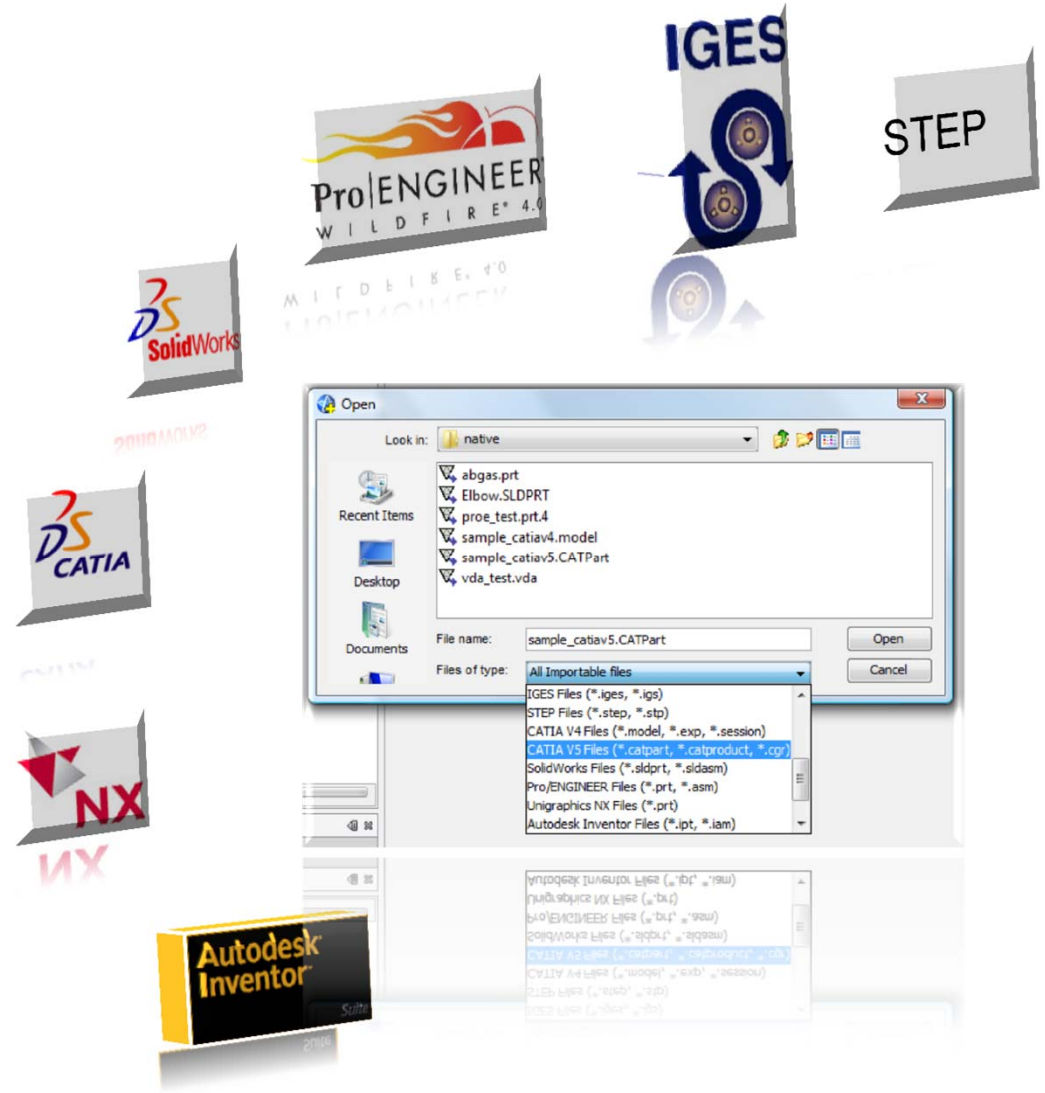 IGES
STEP
Pro|ENGINEER
WILDFIRE® 4.0
DS
SolidWorks
DS
CATIA
NX
Autodesk®
Inventor™
Suite
Open
Look in:
native
abgas.prt
Elbow.SLDPRT
proe_test.prt.4
sample_catiav4.model
sample_catiav5.CATPart
vda_test.vda
Recent Items
Desktop
Documents
File name:
sample_catiav5.CATPart
Open
Files of type:
All Importable files
Cancel
IGES Files (*.iges, *.igs)
STEP Files (*.step, *.stp)
CATIA V4 Files (*.model, *.exp, *.session)
CATIA V5 Files (*.catpart, *.catproduct, *.cgr)
SolidWorks Files (*.sldprt, *.sldasm)
Pro/ENGINEER Files (*.prt, *.asm)
Unigraphics NX Files (*.prt)
Autodesk Inventor Files (*.ipt, *.iam)